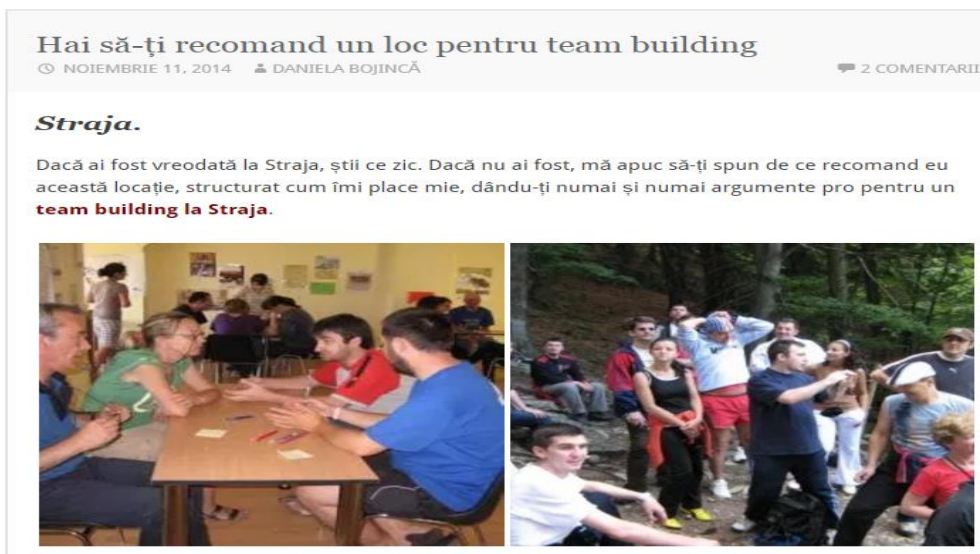 Hai să-ți recomand un loc pentru team building
NOIEMBRIE 11, 2014 DANIELA BOJINCĂ 2 COMENTARII
Straja.
Dacă ai fost vreodată la Straja, știi ce zic. Dacă nu ai fost, mă apuc să-ți spun de ce recomand eu
această locație, structurat cum îmi place mie, dându-ți numai și numai argumente pro pentru un
team building la Straja.